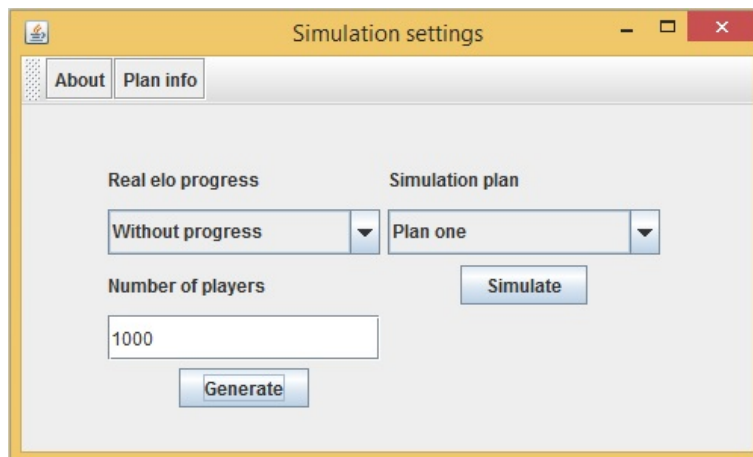 Simulation settings
About Plan info
Real elo progress Simulation plan
Without progress Plan one
Number of players Simulate
1000
Generate